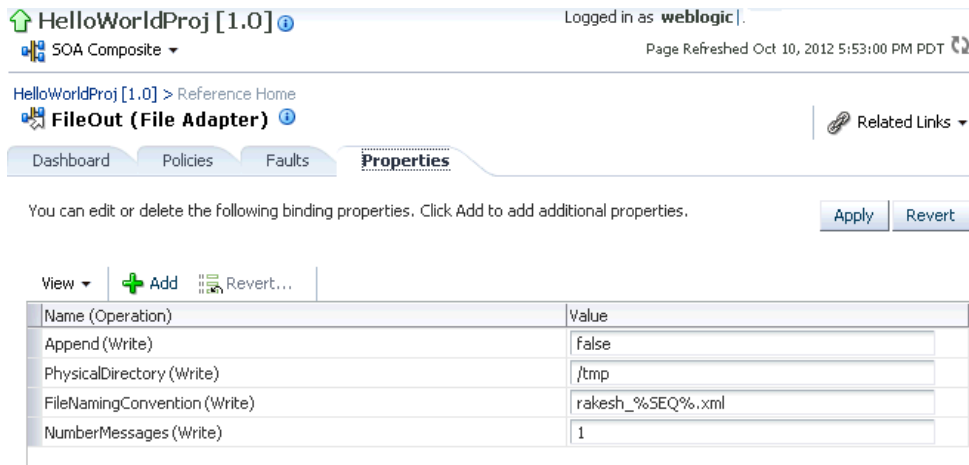 HelloWorldProj [1.0]
Logged in as weblogic|.
SOA Composite
Page Refreshed Oct 10, 2012 5:53:00 PM PDT
HelloWorldProj [1.0] > Reference Home
FileOut (File Adapter)
Related Links
Dashboard Policies Faults Properties
You can edit or delete the following binding properties. Click Add to add additional properties.
Apply Revert
View Add Revert...
Name (Operation) Value
Append (Write) false
PhysicalDirectory (Write) /tmp
FileNamingConvention (Write) rakesh_%SEQ%.xml
NumberMessages (Write) 1